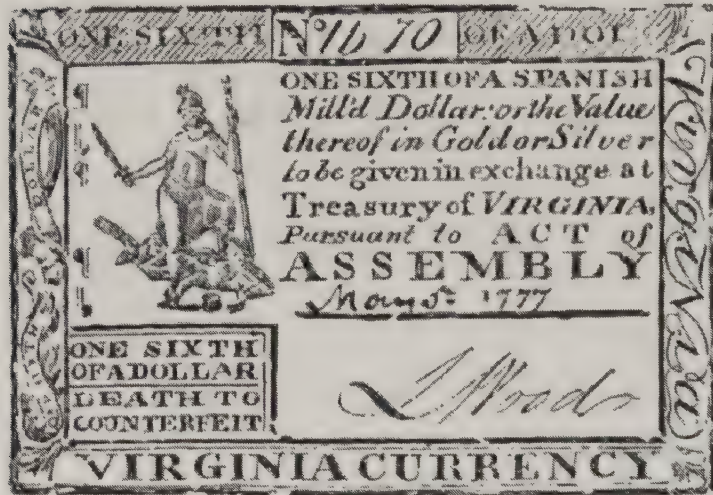 ONE SIXTH No 1670 OF A DOL
ONE SIXTH OF A SPANISH
Mill'd Dollar: or the Value
thereof in Gold or Silver
to be given in exchange at
Treasury of VIRGINIA,
Pursuant to ACT of
ASSEMBLY
May 5th 1777
ONE SIXTH
OF A DOLLAR
DEATH TO
COUNTERFEIT
Virginia
VIRGINIA CURRENCY